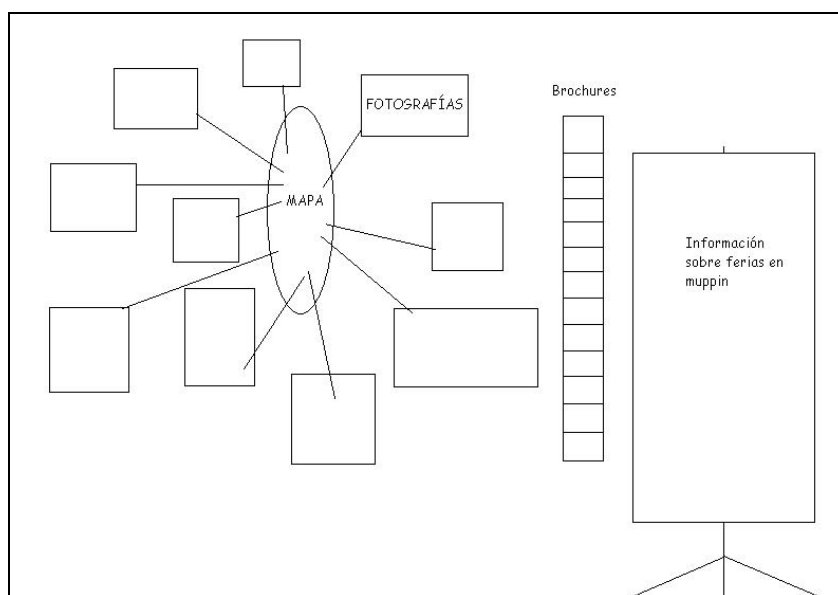 FOTOGRAFÍAS
MAPA
Brochures
Información
sobre ferias en
muppin